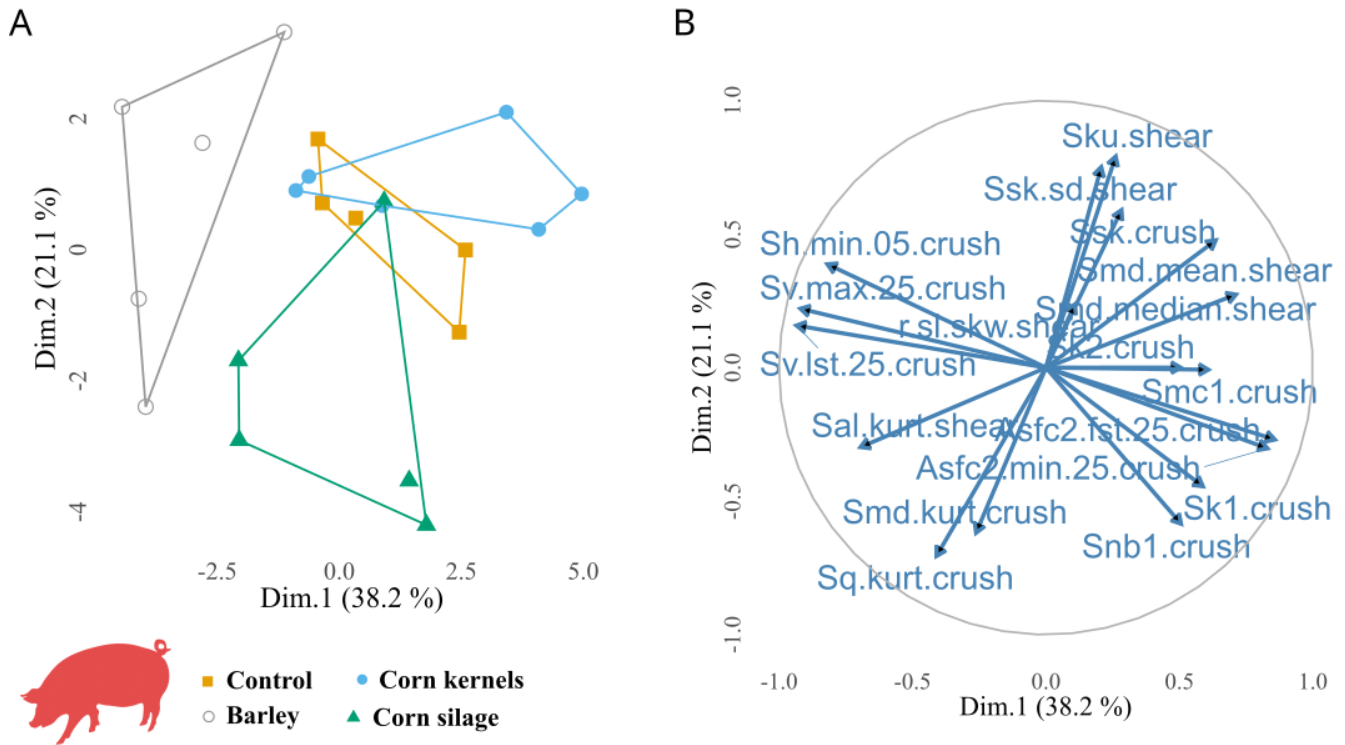 A
2
0
-2
-4
Dim.2 (21.1 %)
-2.5 0.0 2.5 5.0
Dim.1 (38.2 %)
Control
Corn kernels
Barley
Corn silage
B
1.0
0.5
0.0
-0.5
-1.0
Dim.2 (21.1 %)
Sku.shear
Ssk.sd.shear
Ssk.crush
Sh.min.05.crush
Smd.mean.shear
Sv.max.25.crush
Smd.median.shear
r.sl.skw.shear
Sk2.crush
Sv.lst.25.crush
Smc1.crush
Sal.kurt.shear
Asfc2.fst.25.crush
Asfc2.min.25.crush
Smd.kurt.crush
Sk1.crush
Snb1.crush
Sq.kurt.crush
-1.0 -0.5 0.0 0.5 1.0
Dim.1 (38.2 %)